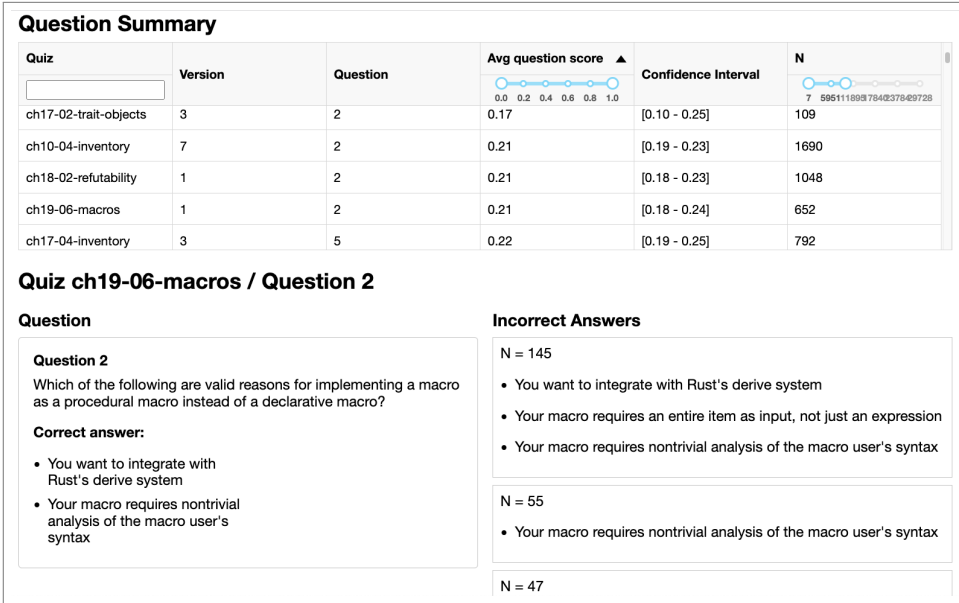 Question Summary
Quiz
Version
Question
Avg question score ▲
Confidence Interval
N
0.0 0.2 0.4 0.6 0.8 1.0
7 5951 11895 17840 23784 29728
ch17-02-trait-objects 3 2 0.17 [0.10 - 0.25] 109
ch10-04-inventory 7 2 0.21 [0.19 - 0.23] 1690
ch18-02-refutability 1 2 0.21 [0.18 - 0.23] 1048
ch19-06-macros 1 2 0.21 [0.18 - 0.24] 652
ch17-04-inventory 3 5 0.22 [0.19 - 0.25] 792
Quiz ch19-06-macros / Question 2
Question
Question 2
Which of the following are valid reasons for implementing a macro
as a procedural macro instead of a declarative macro?
Correct answer:
• You want to integrate with
Rust's derive system
• Your macro requires nontrivial
analysis of the macro user's
syntax
Incorrect Answers
N = 145
• You want to integrate with Rust's derive system
• Your macro requires an entire item as input, not just an expression
• Your macro requires nontrivial analysis of the macro user's syntax
N = 55
• Your macro requires nontrivial analysis of the macro user's syntax
N = 47